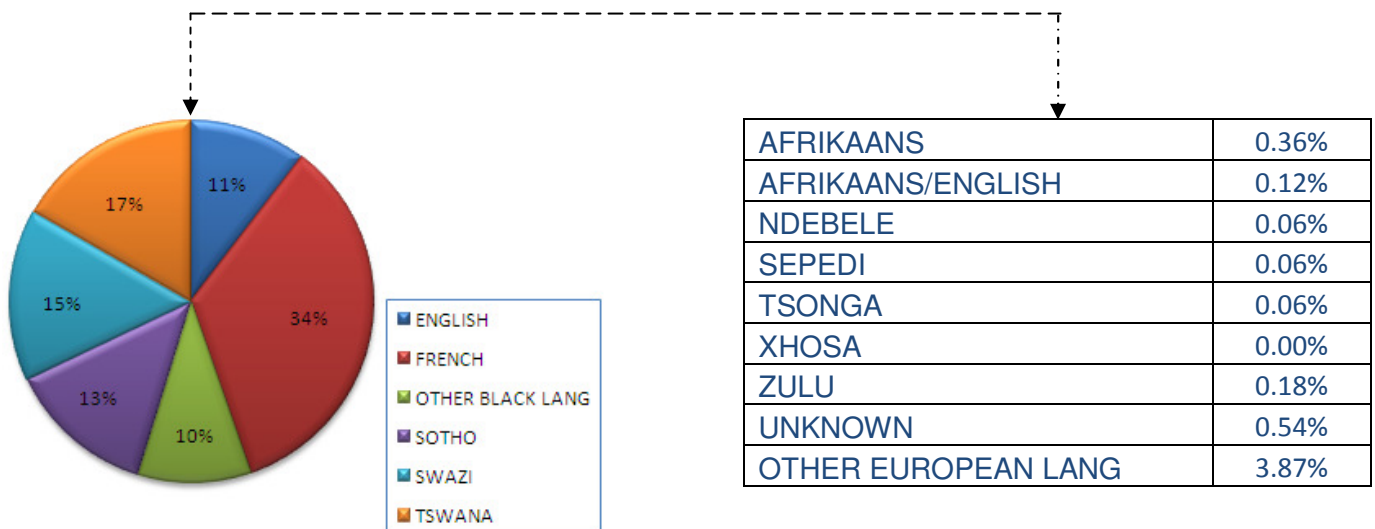 11%
34%
10%
13%
15%
17%
ENGLISH
FRENCH
OTHER BLACK LANG
SOTHO
SWAZI
TSWANA
AFRIKAANS 0.36%
AFRIKAANS/ENGLISH 0.12%
NDEBELE 0.06%
SEPEDI 0.06%
TSONGA 0.06%
XHOSA 0.00%
ZULU 0.18%
UNKNOWN 0.54%
OTHER EUROPEAN LANG 3.87%